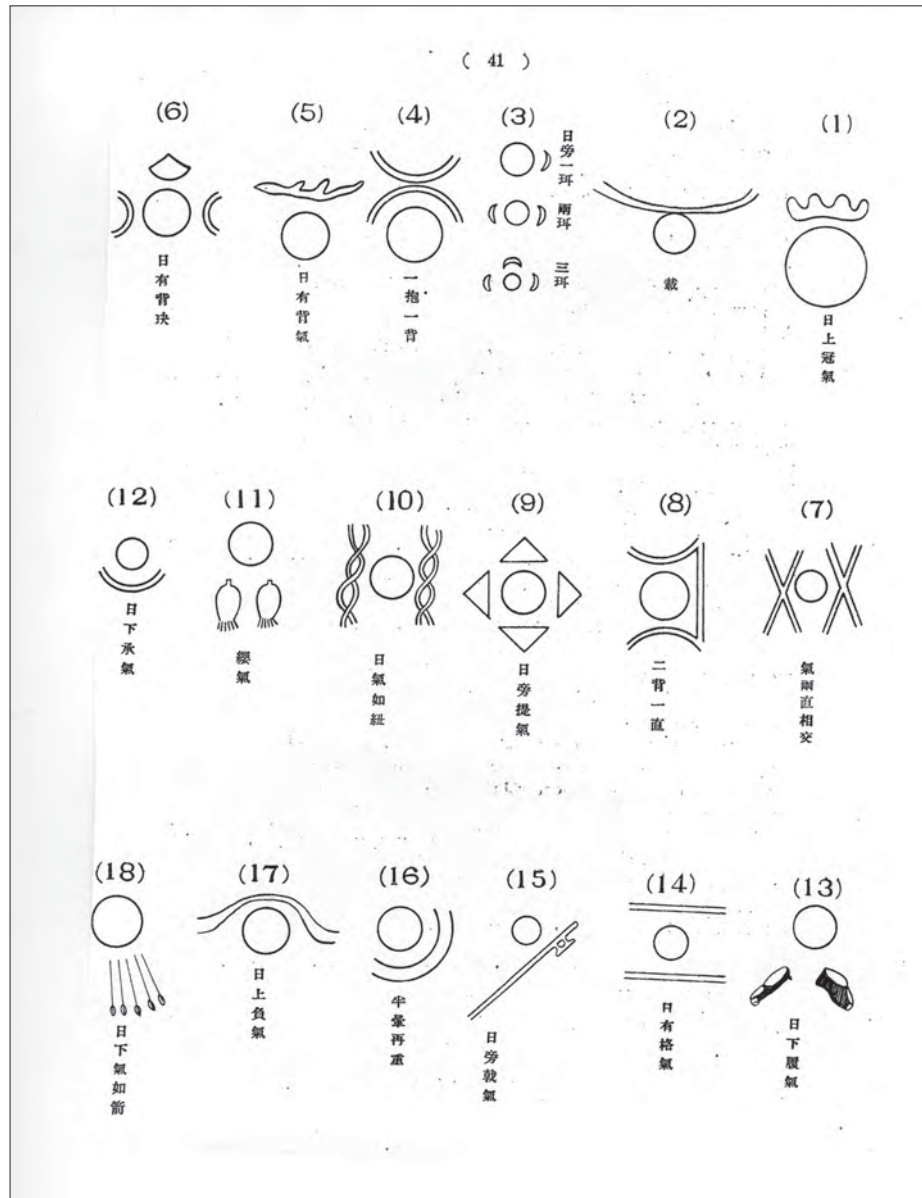 ( 41 )
(1)
日上冠氣
(2)
戴
(3)
日旁一珥
兩珥
三珥
(4)
一抱一背
(5)
日有背氣
(6)
日有背玦
(7)
氣兩直相交
(8)
二背一直
(9)
日旁提氣
(10)
日氣如紐
(11)
纓氣
(12)
日下承氣
(13)
日下履氣
(14)
日有格氣
(15)
日旁戟氣
(16)
半暈再重
(17)
日上負氣
(18)
日下氣如箭